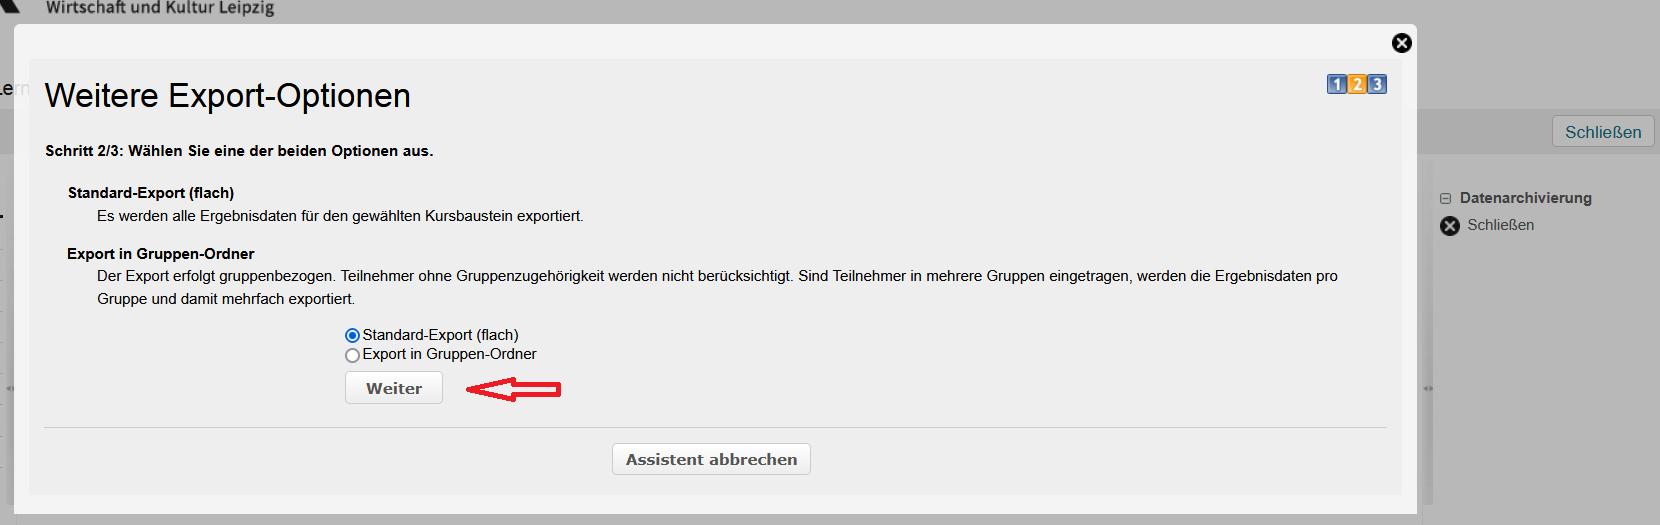 Wirtschaft und Kultur Leipzig
Lern
Weitere Export-Optionen
1 2 3
Schließen
Schritt 2/3: Wählen Sie eine der beiden Optionen aus.
Standard-Export (flach)
Es werden alle Ergebnisdaten für den gewählten Kursbaustein exportiert.
Datenarchivierung
Schließen
Export in Gruppen-Ordner
Der Export erfolgt gruppenbezogen. Teilnehmer ohne Gruppenzugehörigkeit werden nicht berücksichtigt. Sind Teilnehmer in mehrere Gruppen eingetragen, werden die Ergebnisdaten pro
Gruppe und damit mehrfach exportiert.
Standard-Export (flach)
Export in Gruppen-Ordner
Weiter
Assistent abbrechen